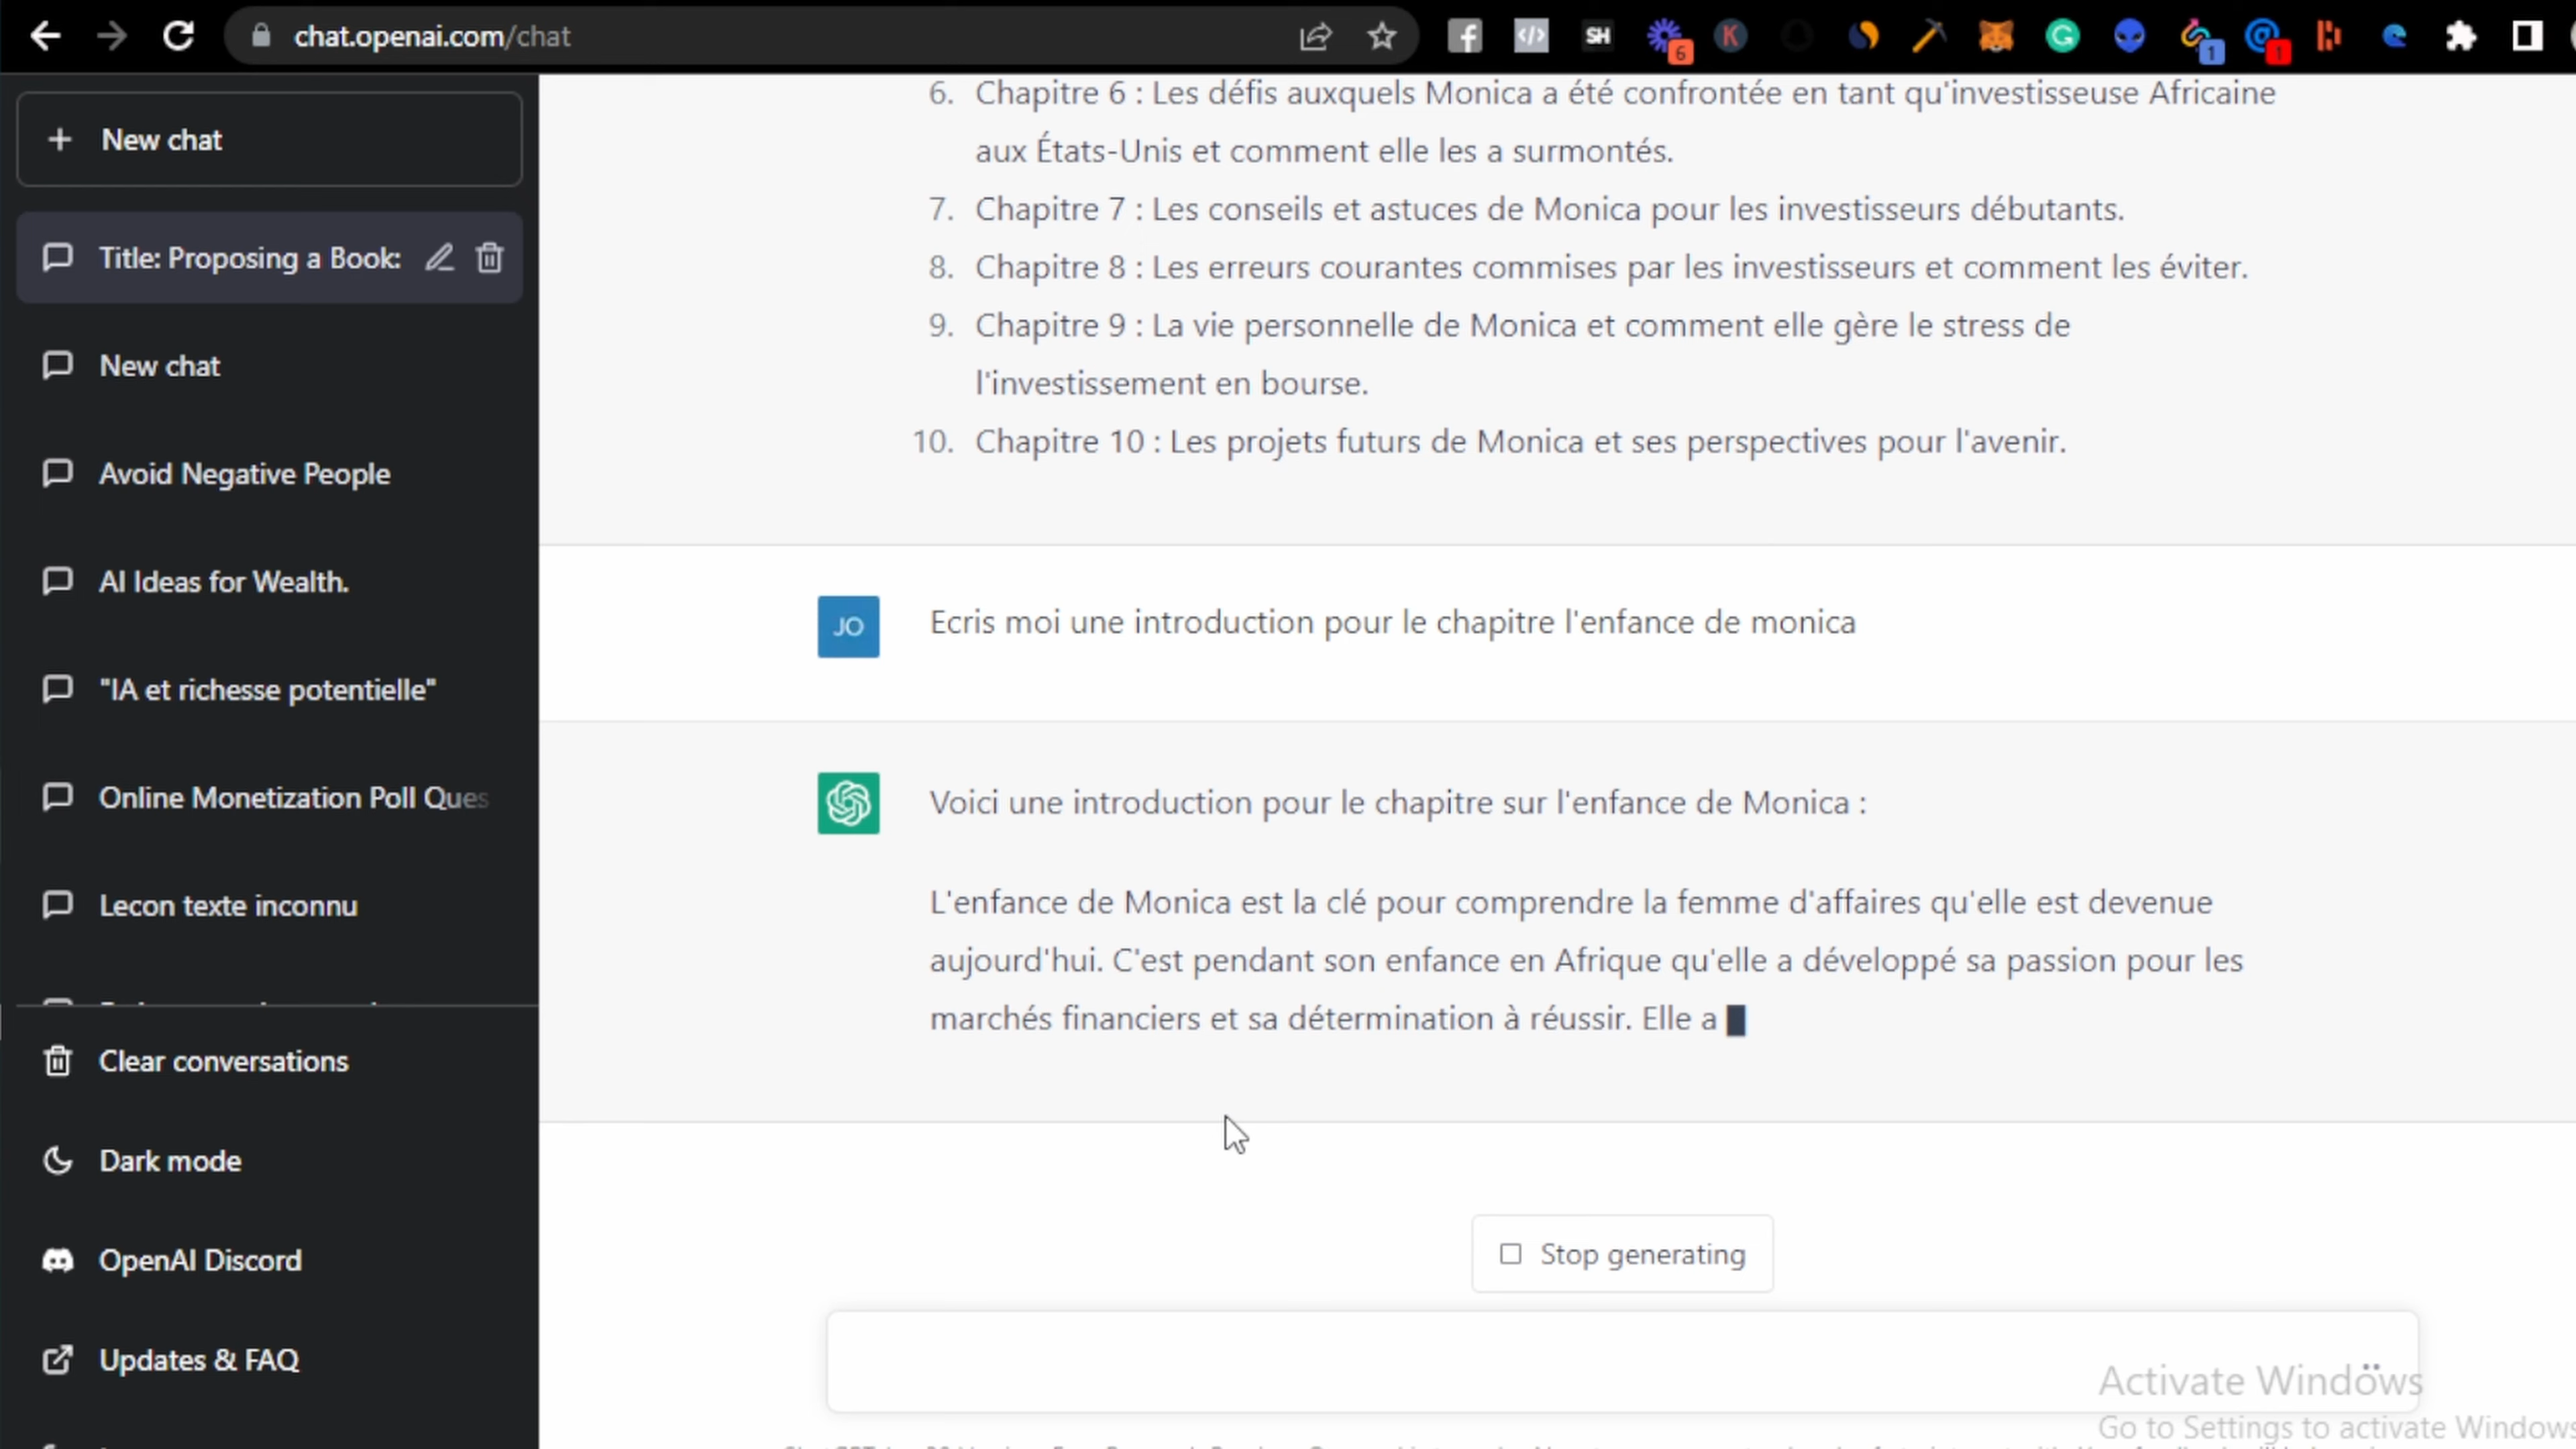 chat.openai.com/chat
SH
6
K
G
1
1
New chat
Title: Proposing a Book:
New chat
Avoid Negative People
AI Ideas for Wealth.
"IA et richesse potentielle"
Online Monetization Poll Ques
Lecon texte inconnu
Clear conversations
Dark mode
OpenAI Discord
Updates & FAQ
6. Chapitre 6 : Les défis auxquels Monica a été confrontée en tant qu'investisseuse Africaine
aux États-Unis et comment elle les a surmontés.
7. Chapitre 7 : Les conseils et astuces de Monica pour les investisseurs débutants.
8. Chapitre 8 : Les erreurs courantes commises par les investisseurs et comment les éviter.
9. Chapitre 9 : La vie personnelle de Monica et comment elle gère le stress de
l'investissement en bourse.
10. Chapitre 10 : Les projets futurs de Monica et ses perspectives pour l'avenir.
JO
Ecris moi une introduction pour le chapitre l'enfance de monica
Voici une introduction pour le chapitre sur l'enfance de Monica :
L'enfance de Monica est la clé pour comprendre la femme d'affaires qu'elle est devenue
aujourd'hui. C'est pendant son enfance en Afrique qu'elle a développé sa passion pour les
marchés financiers et sa détermination à réussir. Elle a
Stop generating
Activate Windows
Go to Settings to activate Windows